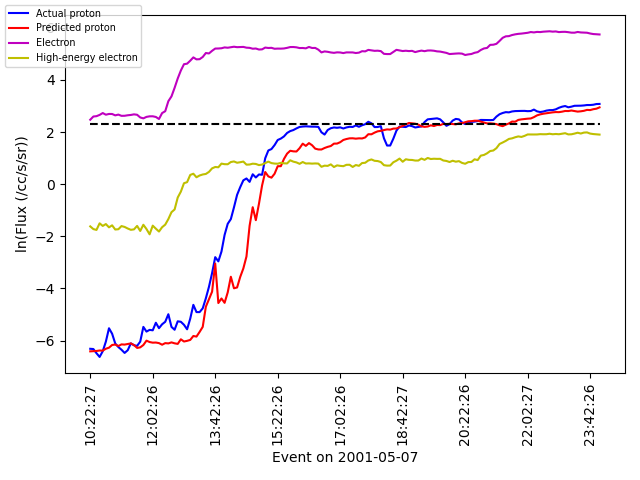 Actual proton
Predicted proton
Electron
High-energy electron
ln(Flux (/cc/s/sr))
4
2
0
−2
−4
−6
10:22:27
12:02:26
13:42:26
15:22:26
17:02:26
18:42:27
20:22:26
22:02:27
23:42:26
Event on 2001-05-07